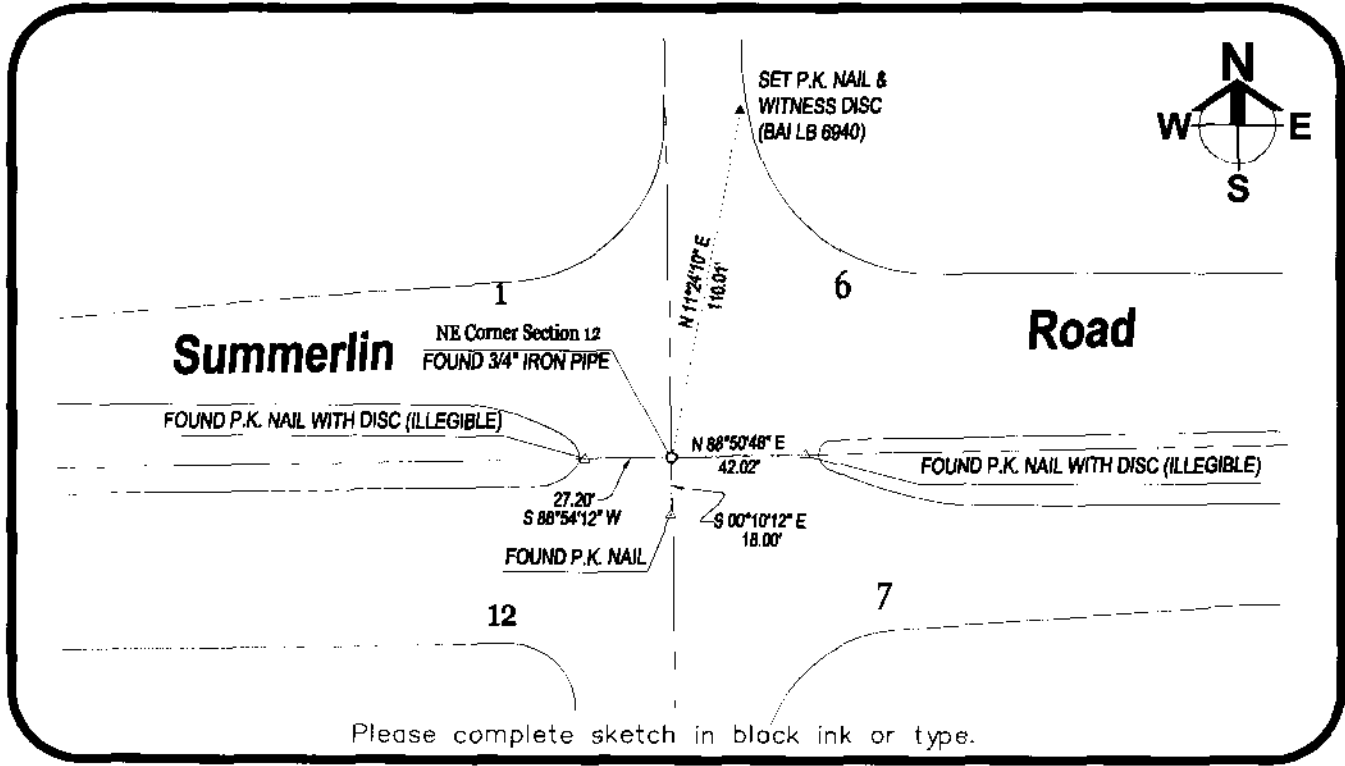 SET P.K. NAIL &
WITNESS DISC
(BAI LB 6940)
N
W E
S
N 11°24'10" E
110.01'
1
6
Summerlin
Road
NE Corner Section 12
FOUND 3/4" IRON PIPE
FOUND P.K. NAIL WITH DISC (ILLEGIBLE)
N 88°50'48" E
42.02'
FOUND P.K. NAIL WITH DISC (ILLEGIBLE)
27.20'
S 88°54'12" W
S 00°10'12" E
18.00'
FOUND P.K. NAIL
12
7
Please complete sketch in black ink or type.